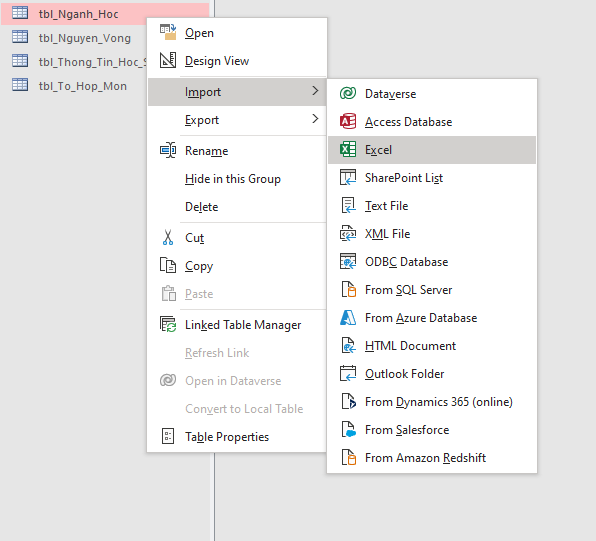 tbl_Nganh_Hoc
tbl_Nguyen_Vong
tbl_Thong_Tin_Hoc_S
tbl_To_Hop_Mon
Open
Design View
Import
Export
Rename
Hide in this Group
Delete
Cut
Copy
Paste
Linked Table Manager
Refresh Link
Open in Dataverse
Convert to Local Table
Table Properties
Dataverse
Access Database
Excel
SharePoint List
Text File
XML File
ODBC Database
From SQL Server
From Azure Database
HTML Document
Outlook Folder
From Dynamics 365 (online)
From Salesforce
From Amazon Redshift